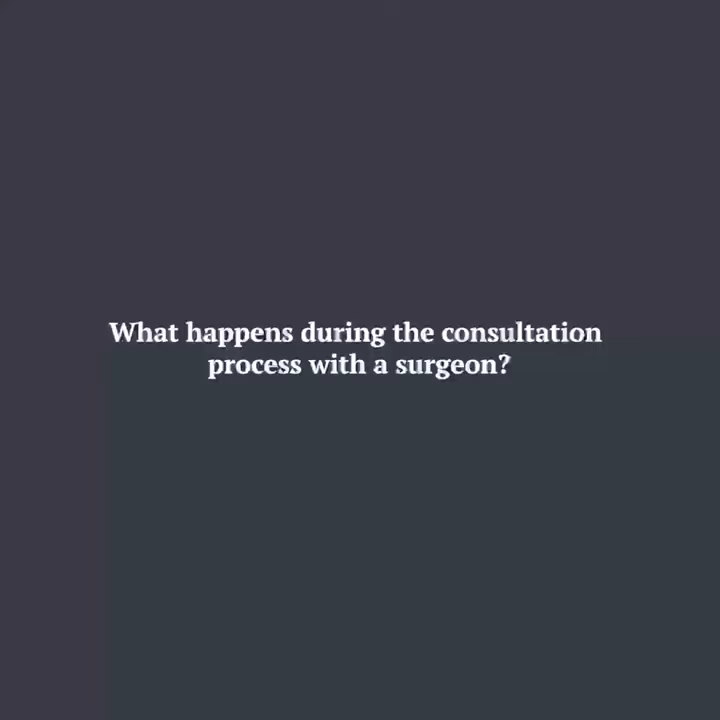 What happens during the consultation
process with a surgeon?